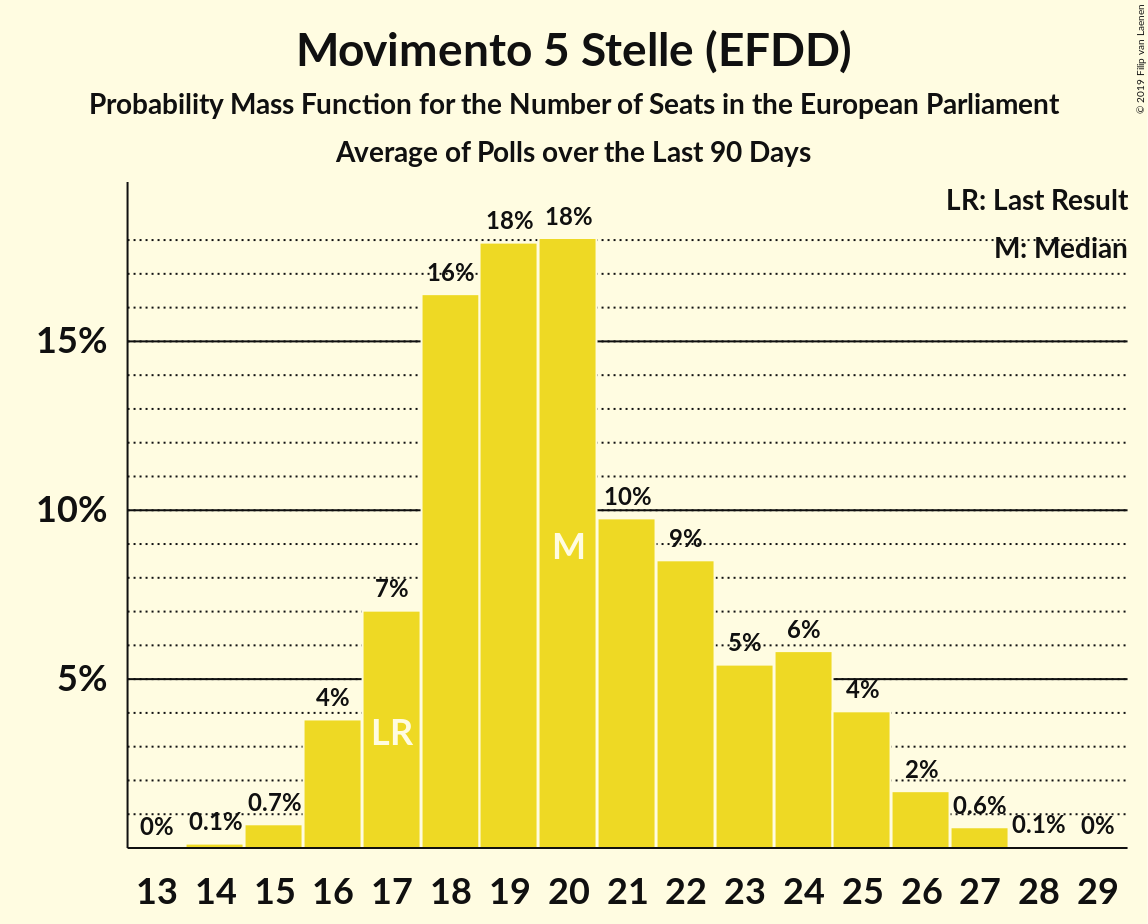 Movimento 5 Stelle (EFDD)
Probability Mass Function for the Number of Seats in the European Parliament
Average of Polls over the Last 90 Days
© 2019 Filip van Laenen
LR: Last Result
M: Median
15%
10%
5%
0%
0.1%
0.7%
4%
7%
16%
18%
18%
10%
9%
5%
6%
4%
2%
0.6%
0.1%
0%
LR
M
13 14 15 16 17 18 19 20 21 22 23 24 25 26 27 28 29